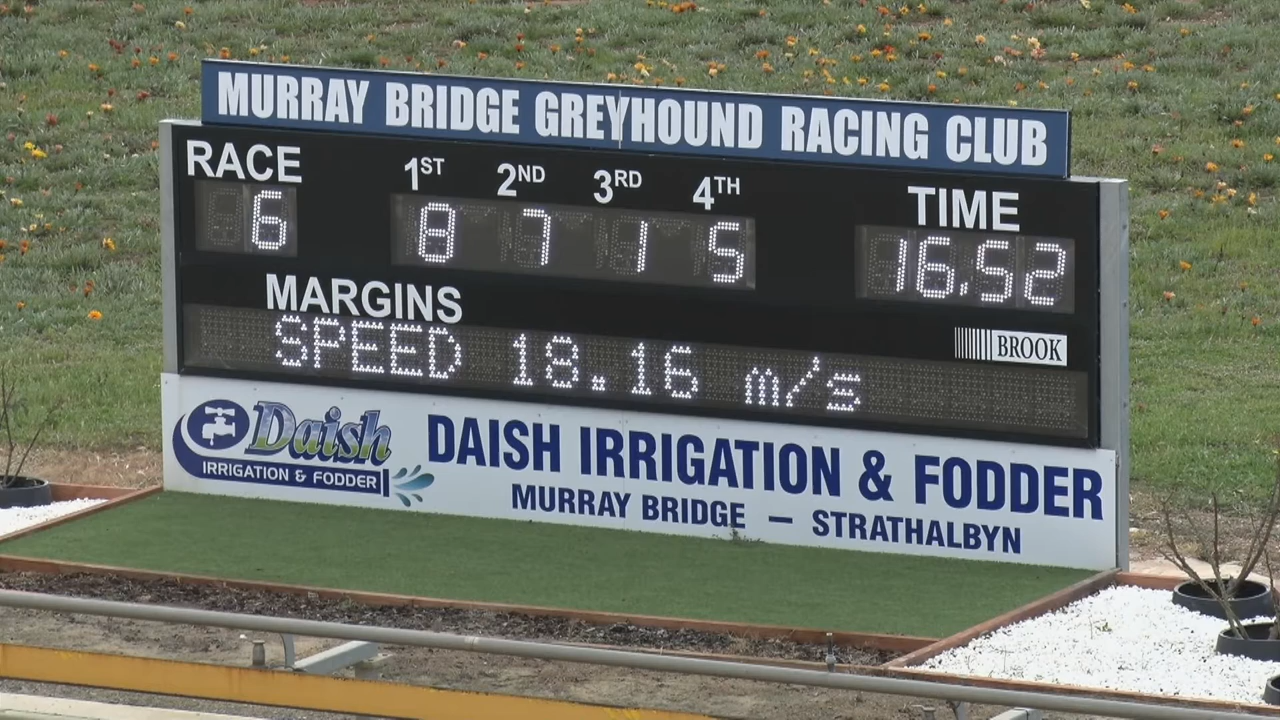 MURRAY BRIDGE GREYHOUND RACING CLUB
RACE 1ST 2ND 3RD 4TH TIME
6 8 7 1 5 16.52
MARGINS
SPEED 18.16 m/s
BROOK
Daish
IRRIGATION & FODDER
DAISH IRRIGATION & FODDER
MURRAY BRIDGE – STRATHALBYN